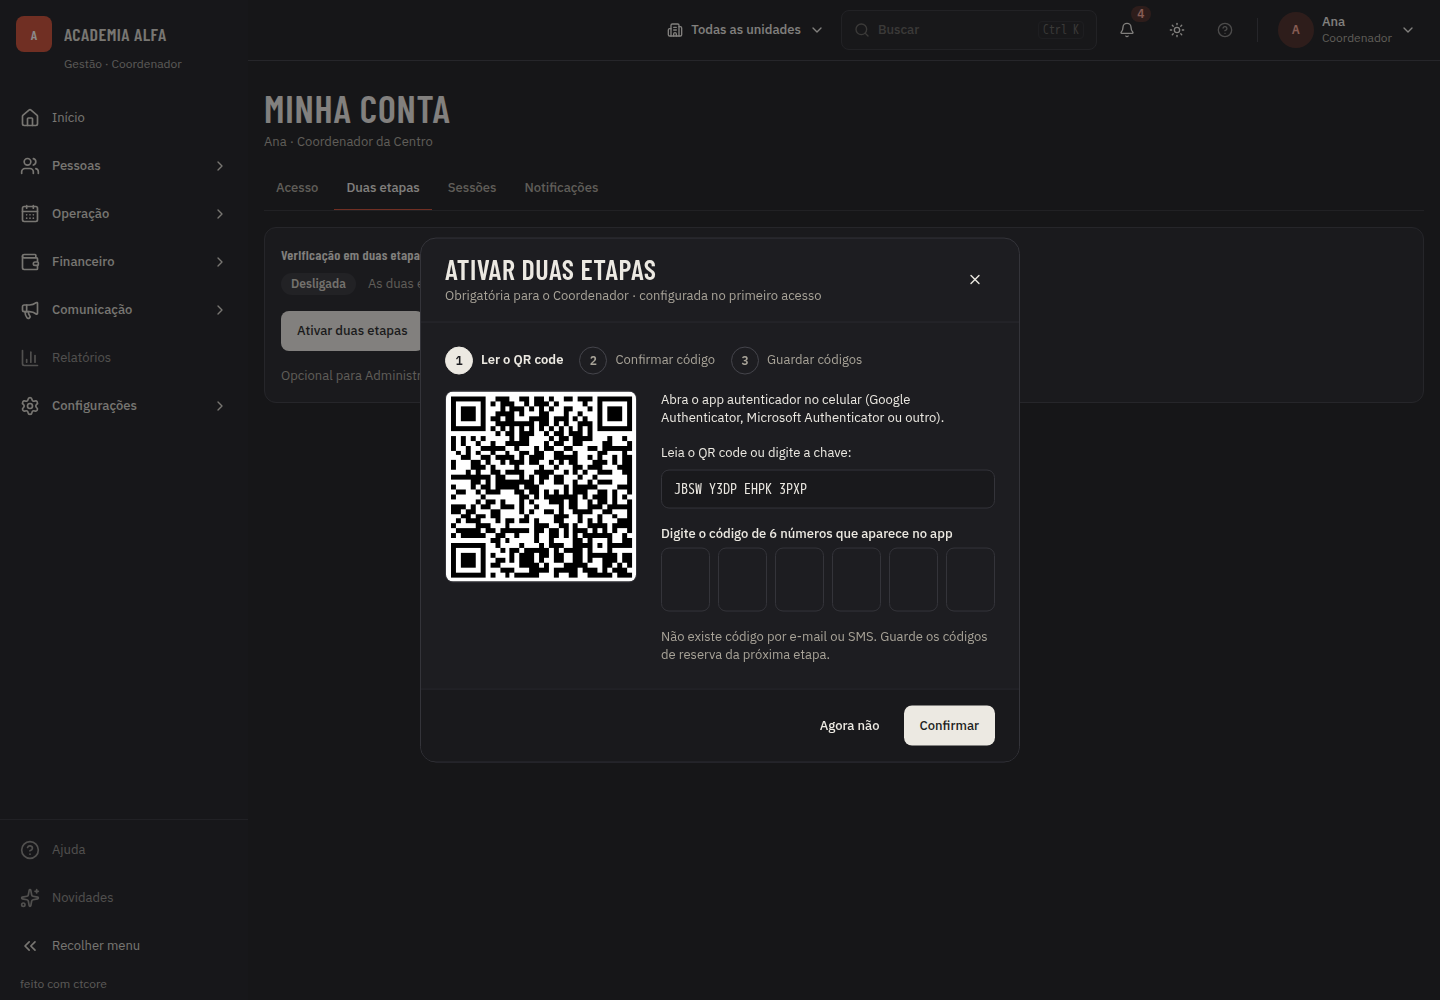 A
ACADEMIA ALFA
Gestão · Coordenador
Início
Pessoas
Operação
Financeiro
Comunicação
Relatórios
Configurações
Ajuda
Novidades
Recolher menu
feito com ctcore
Todas as unidades
Buscar
Ctrl K
4
A
Ana
Coordenador
MINHA CONTA
Ana · Coordenador da Centro
Acesso
Duas etapas
Sessões
Notificações
Verificação em duas etapa
Desligada
As duas e
Ativar duas etapas
Opcional para Administr
ATIVAR DUAS ETAPAS
Obrigatória para o Coordenador · configurada no primeiro acesso
1 Ler o QR code
2 Confirmar código
3 Guardar códigos
Abra o app autenticador no celular (Google
Authenticator, Microsoft Authenticator ou outro).
Leia o QR code ou digite a chave:
JBSW Y3DP EHPK 3PXP
Digite o código de 6 números que aparece no app
Não existe código por e-mail ou SMS. Guarde os códigos
de reserva da próxima etapa.
Agora não
Confirmar